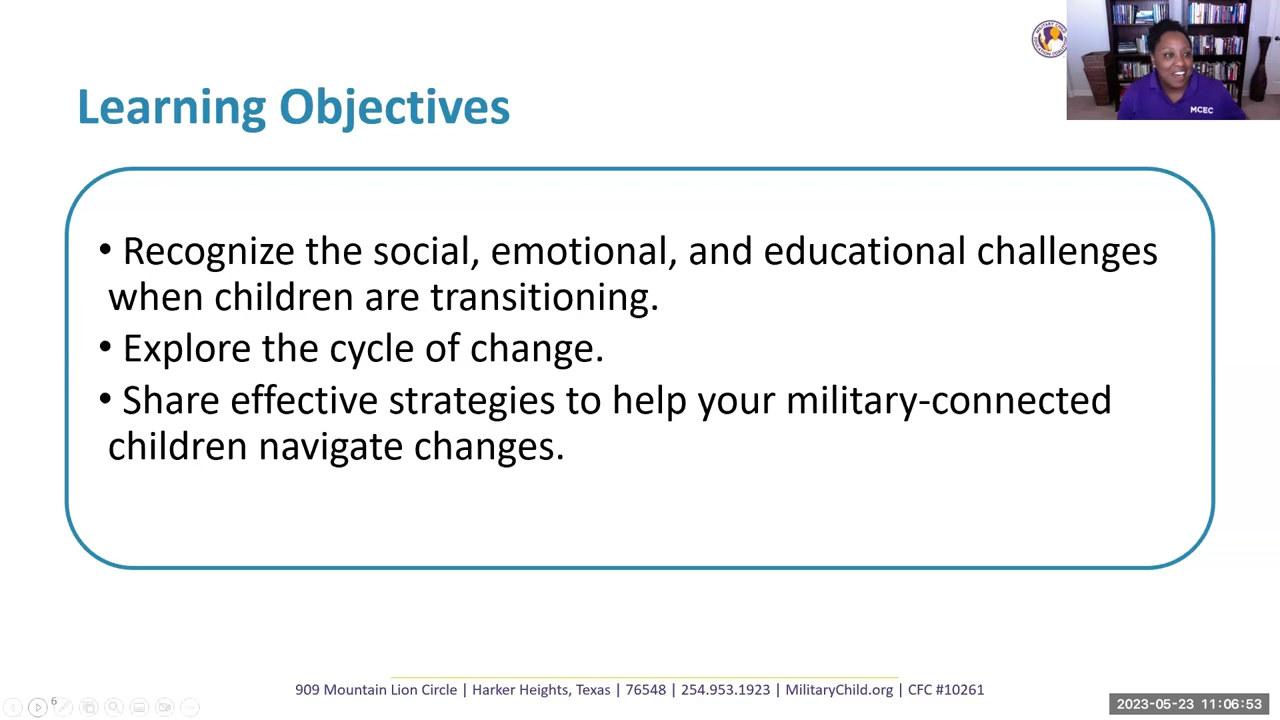 Learning Objectives
MCEC
• Recognize the social, emotional, and educational challenges
when children are transitioning.
• Explore the cycle of change.
• Share effective strategies to help your military-connected
children navigate changes.
909 Mountain Lion Circle | Harker Heights, Texas | 76548 | 254.953.1923 | MilitaryChild.org | CFC #10261
6
2023-05-23 11:06:53